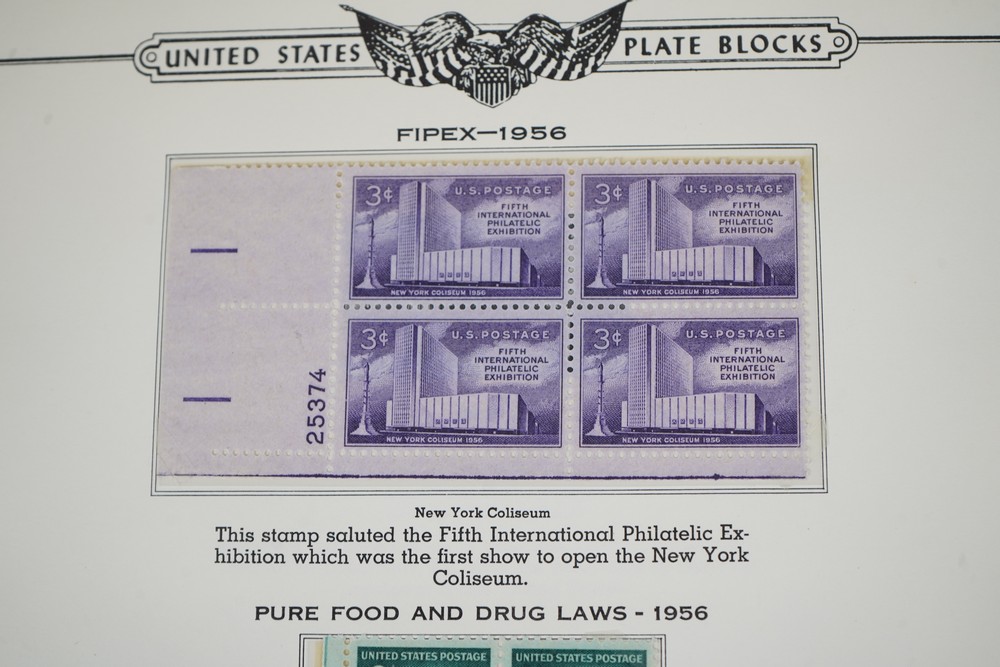 UNITED STATES PLATE BLOCKS
FIPEX—1956
3¢ U.S. POSTAGE
FIFTH
INTERNATIONAL
PHILATELIC
EXHIBITION
NEW YORK COLISEUM 1956
3¢ U.S. POSTAGE
FIFTH
INTERNATIONAL
PHILATELIC
EXHIBITION
NEW YORK COLISEUM 1956
25374
3¢ U.S. POSTAGE
FIFTH
INTERNATIONAL
PHILATELIC
EXHIBITION
NEW YORK COLISEUM 1956
3¢ U.S. POSTAGE
FIFTH
INTERNATIONAL
PHILATELIC
EXHIBITION
NEW YORK COLISEUM 1956
New York Coliseum
This stamp saluted the Fifth International Philatelic Ex-
hibition which was the first show to open the New York
Coliseum.
PURE FOOD AND DRUG LAWS - 1956
UNITED STATES POSTAGE
UNITED STATES POSTAGE